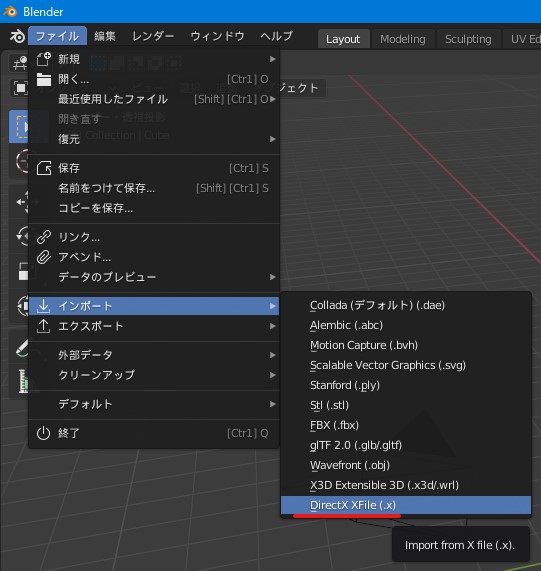 Blender
ファイル 編集 レンダー ウィンドウ ヘルプ Layout Modeling Sculpting UV Ed
新規
開く... [Ctrl] O
最近使用したファイル [Shift] [Ctrl] O
ブジェクト
開き直す
復元
Collection | Cube
保存 [Ctrl] S
名前をつけて保存... [Shift] [Ctrl] S
コピーを保存...
リンク...
アペンド...
データのプレビュー
インポート
エクスポート
外部データ
クリーンアップ
デフォルト
終了 [Ctrl] Q
Collada (デフォルト) (.dae)
Alembic (.abc)
Motion Capture (.bvh)
Scalable Vector Graphics (.svg)
Stanford (.ply)
Stl (.stl)
FBX (.fbx)
glTF 2.0 (.glb/.gltf)
Wavefront (.obj)
X3D Extensible 3D (.x3d/.wrl)
DirectX XFile (.x)
Import from X file (.x).